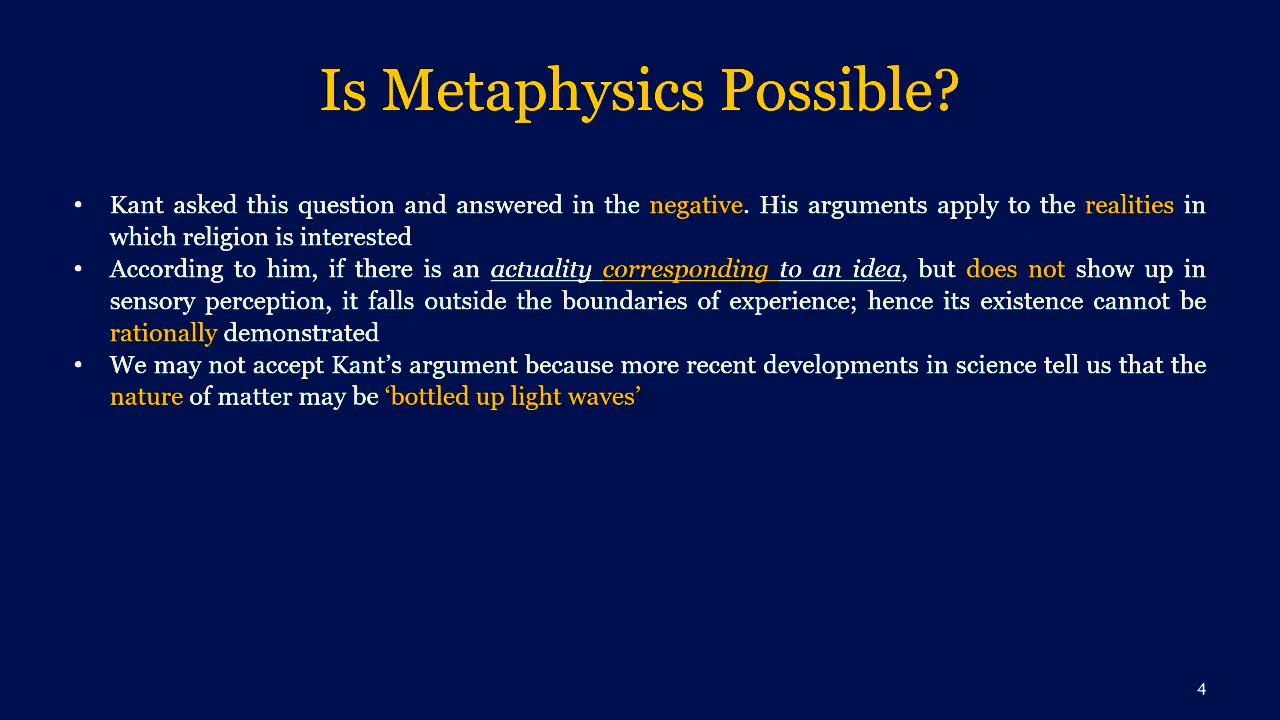 Is Metaphysics Possible?
• Kant asked this question and answered in the negative. His arguments apply to the realities in
which religion is interested
• According to him, if there is an actuality corresponding to an idea, but does not show up in
sensory perception, it falls outside the boundaries of experience; hence its existence cannot be
rationally demonstrated
• We may not accept Kant’s argument because more recent developments in science tell us that the
nature of matter may be ‘bottled up light waves’
4